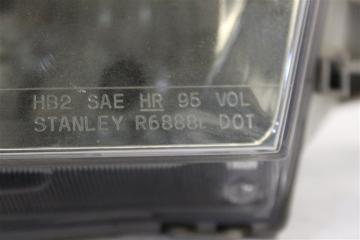 HB2 SAE HR 95 VOL
STANLEY R6888L DOT